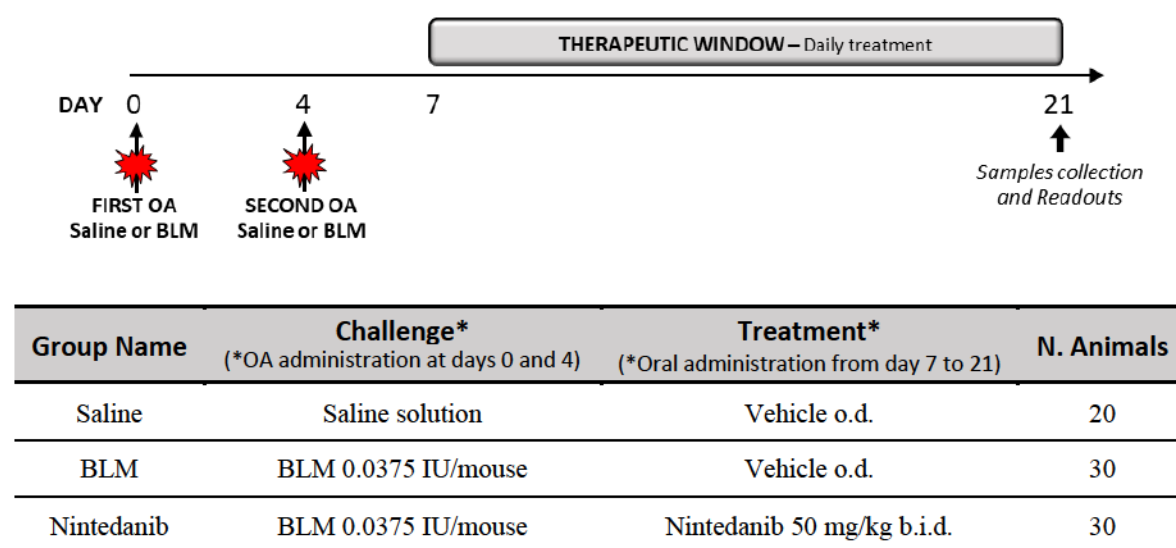 THERAPEUTIC WINDOW – Daily treatment
DAY 0 4 7 21
FIRST OA
Saline or BLM
SECOND OA
Saline or BLM
Samples collection
and Readouts
Group Name Challenge* Treatment* N. Animals
(*OA administration at days 0 and 4) (*Oral administration from day 7 to 21)
Saline Saline solution Vehicle o.d. 20
BLM BLM 0.0375 IU/mouse Vehicle o.d. 30
Nintedanib BLM 0.0375 IU/mouse Nintedanib 50 mg/kg b.i.d. 30